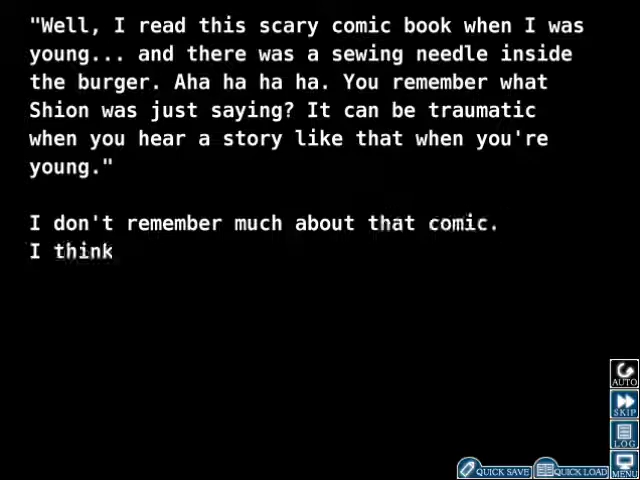 "Well, I read this scary comic book when I was
young... and there was a sewing needle inside
the burger. Aha ha ha ha. You remember what
Shion was just saying? It can be traumatic
when you hear a story like that when you're
young."
I don't remember much about that comic.
I think
AUTO
SKIP
LOG
MENU
QUICK SAVE
QUICK LOAD